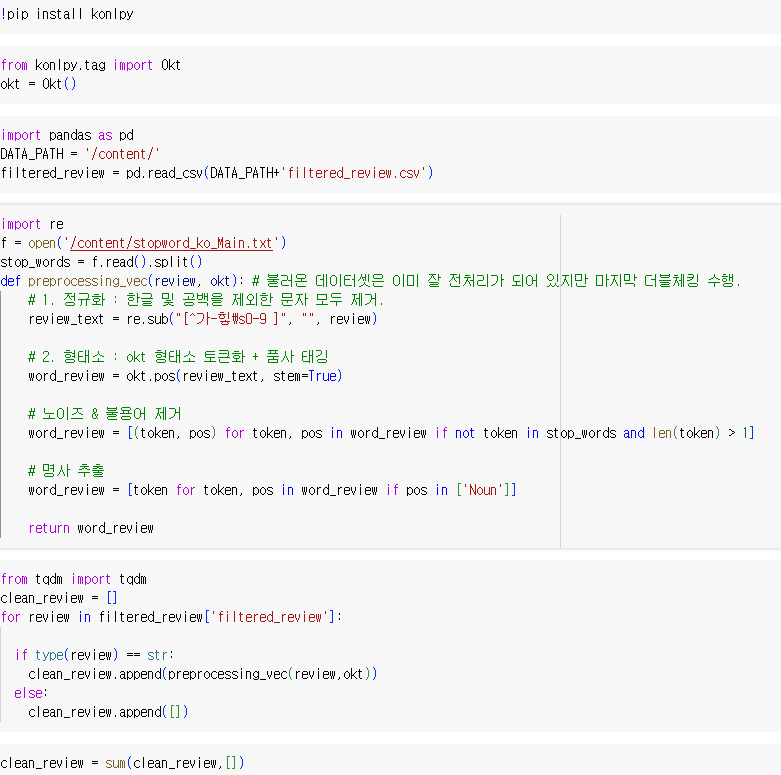 !pip install konlpy
from konlpy.tag import Okt
okt = Okt()
import pandas as pd
DATA_PATH = '/content/'
filtered_review = pd.read_csv(DATA_PATH+'filtered_review.csv')
import re
f = open('/content/stopword_ko_Main.txt')
stop_words = f.read().split()
def preprocessing_vec(review, okt): # 불러온 데이터셋은 이미 잘 전처리가 되어 있지만 마지막 더블체킹 수행.
# 1. 정규화 : 한글 및 공백을 제외한 문자 모두 제거.
review_text = re.sub("[^가-힣₩s0-9 ]", "", review)
# 2. 형태소 : okt 형태소 토큰화 + 품사 태깅
word_review = okt.pos(review_text, stem=True)
# 노이즈 & 불용어 제거
word_review = [(token, pos) for token, pos in word_review if not token in stop_words and len(token) > 1]
# 명사 추출
word_review = [token for token, pos in word_review if pos in ['Noun']]
return word_review
from tqdm import tqdm
clean_review = []
for review in filtered_review['filtered_review']:
if type(review) == str:
clean_review.append(preprocessing_vec(review,okt))
else:
clean_review.append([])
clean_review = sum(clean_review,[])